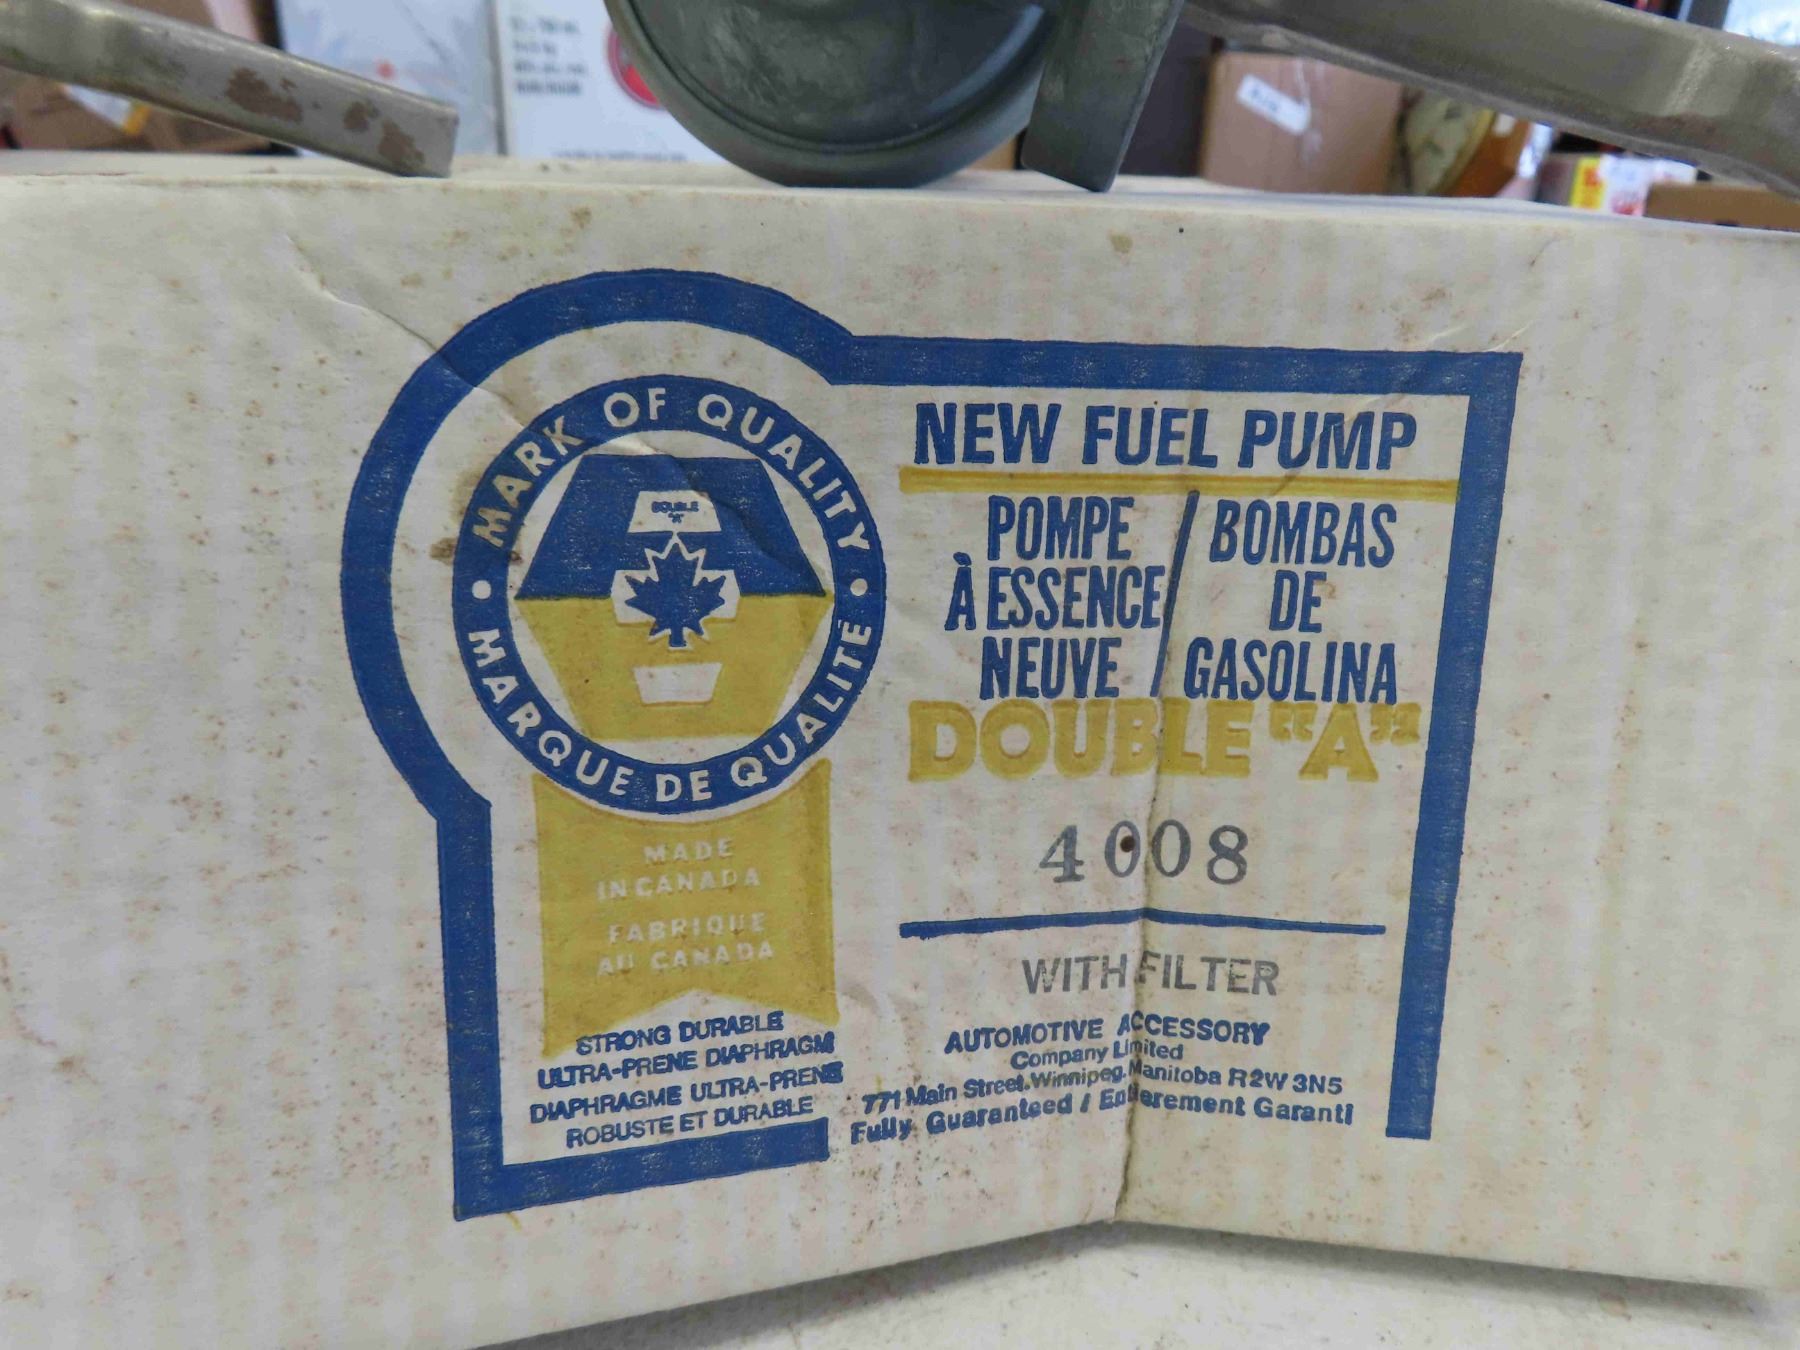 MARK OF QUALITY
DOUBLE
"A"
MARQUE DE QUALITÉ
MADE
IN CANADA
FABRIQUE
AU CANADA
STRONG DURABLE
ULTRA-PRENE DIAPHRAGM
DIAPHRAGME ULTRA-PRENE
ROBUSTE ET DURABLE
NEW FUEL PUMP
POMPE
À ESSENCE
NEUVE
BOMBAS
DE
GASOLINA
DOUBLE "A"
4008
WITH FILTER
AUTOMOTIVE ACCESSORY
Company Limited
771 Main Street, Winnipeg, Manitoba R2W 3N5
Fully Guaranteed / Entierement Garanti